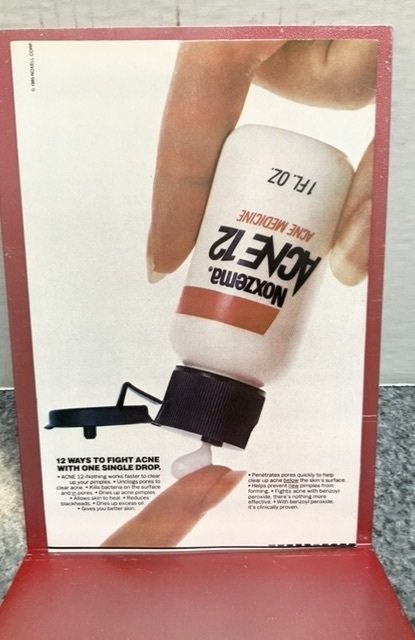 © 1985 NOXELL CORP.
1 FL. OZ.
ACNE MEDICINE
ACNE 12
Noxzema®
12 WAYS TO FIGHT ACNE
WITH ONE SINGLE DROP.
• ACNE 12-Nothing works faster to clear
up your pimples. • Unclogs pores to
clear acne. • Kills bacteria on the surface
and in pores. • Dries up acne pimples.
• Allows skin to heal. • Reduces
blackheads. • Dries up excess oil.
• Gives you better skin.
• Penetrates pores quickly to help
clear up acne below the skin's surface.
• Helps prevent new pimples from
forming. • Fights acne with benzoyl
peroxide, there's nothing more
effective. • With benzoyl peroxide,
it's clinically proven.